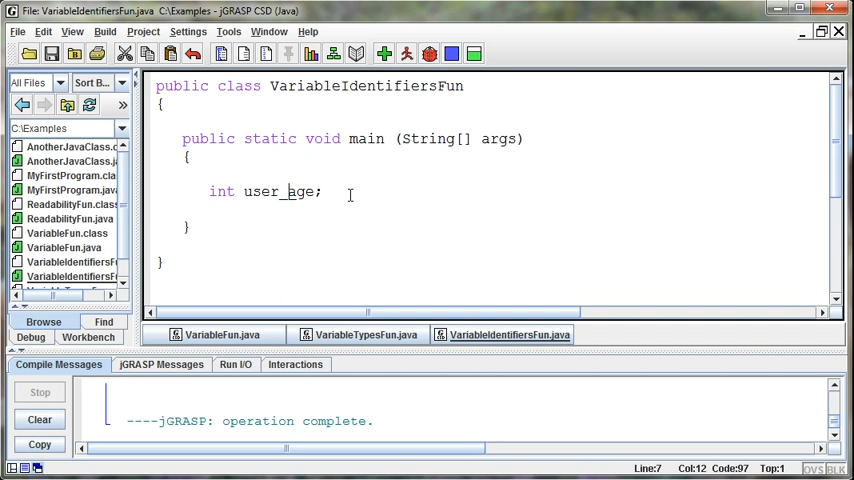 File: VariableIdentifiersFun.java C:\Examples - jGRASP CSD (Java)
File Edit View Build Project Settings Tools Window Help
All Files Sort B...
C:\Examples
AnotherJavaClass.c
AnotherJavaClass.ja
MyFirstProgram.clas
MyFirstProgram.java
ReadabilityFun.class
ReadabilityFun.java
VariableFun.class
VariableFun.java
VariableIdentifiersFu
VariableIdentifiersFu
Browse Find
Debug Workbench
public class VariableIdentifiersFun
{
public static void main (String[] args)
{
int user_age;
}
}
VariableFun.java VariableTypesFun.java VariableIdentifiersFun.java
Compile Messages jGRASP Messages Run I/O Interactions
Stop
Clear
Copy
----jGRASP: operation complete.
Line:7 Col:12 Code:97 Top:1 OVS BLK